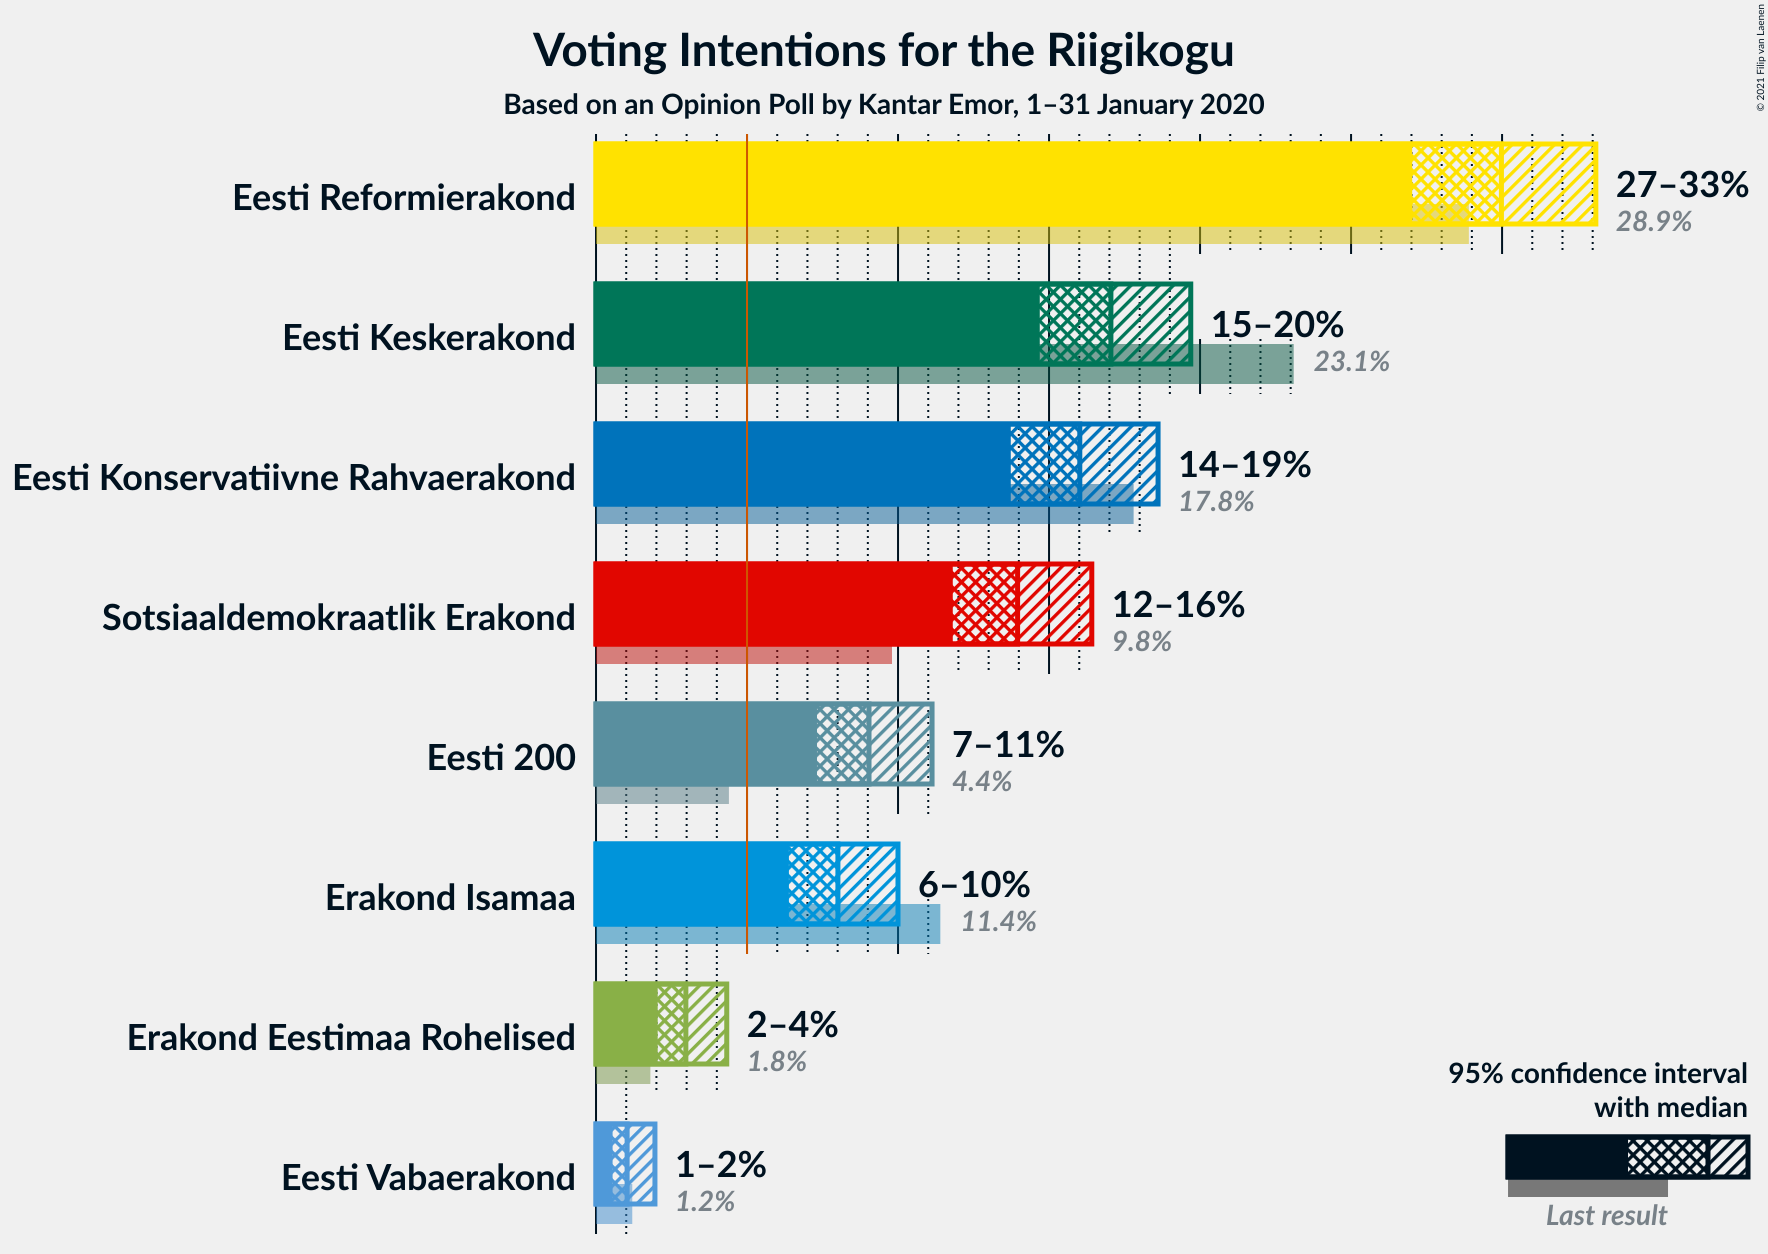 Voting Intentions for the Riigikogu
Based on an Opinion Poll by Kantar Emor, 1–31 January 2020
© 2021 Filip van Laenen
Eesti Reformierakond
27–33%
28.9%
Eesti Keskerakond
15–20%
23.1%
Eesti Konservatiivne Rahvaerakond
14–19%
17.8%
Sotsiaaldemokraatlik Erakond
12–16%
9.8%
Eesti 200
7–11%
4.4%
Erakond Isamaa
6–10%
11.4%
Erakond Eestimaa Rohelised
2–4%
1.8%
Eesti Vabaerakond
1–2%
1.2%
95% confidence interval
with median
Last result